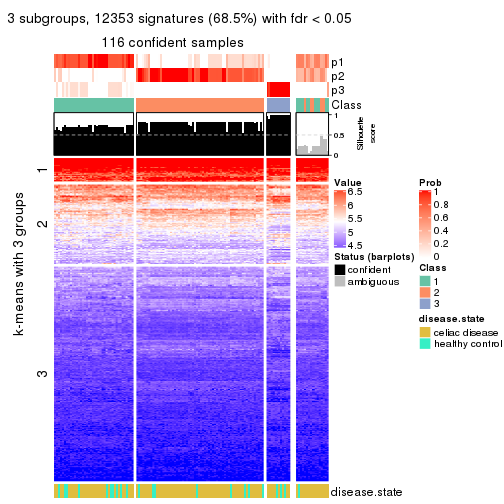 3 subgroups, 12353 signatures (68.5%) with fdr < 0.05
116 confident samples
p1
p2
p3
Class
1
0.5
0
Silhouette
score
k-means with 3 groups
1
2
3
Value
6.5
6
5.5
5
4.5
Status (barplots)
confident
ambiguous
Prob
1
0.8
0.6
0.4
0.2
0
Class
1
2
3
disease.state
celiac disease
healthy control
disease.state